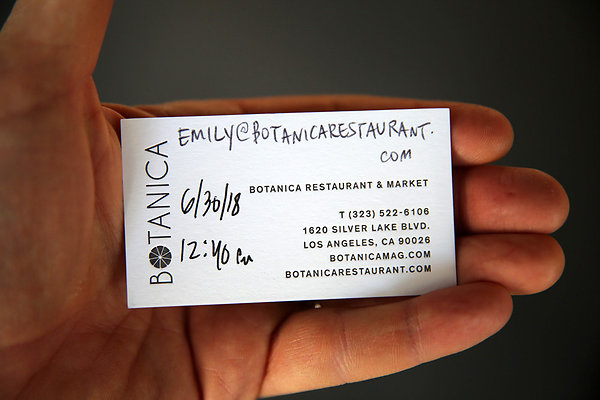 EMILY@BOTANICARESTAURANT.
COM
BOTANICA
6/30/18
12:40 PM
BOTANICA RESTAURANT & MARKET
T (323) 522-6106
1620 SILVER LAKE BLVD.
LOS ANGELES, CA 90026
BOTANICAMAG.COM
BOTANICARESTAURANT.COM